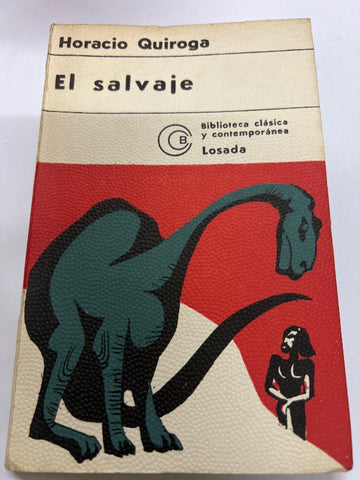 Horacio Quiroga
El salvaje
Biblioteca clásica
y contemporánea
Losada
C
B